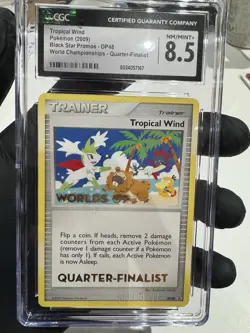 CGC
CERTIFIED GUARANTY COMPANY
Tropical Wind
Pokémon (2009)
Black Star Promos - DP48
World Championships - Quarter-Finalist
NM/MINT+
8.5
TRAINER
Trainer
Tropical Wind
WORLDS
Flip a coin. If heads, remove 2 damage
counters from each Active Pokémon
(remove 1 damage counter if a Pokémon
has only 1). If tails, each Active Pokémon
is now Asleep.
QUARTER-FINALIST